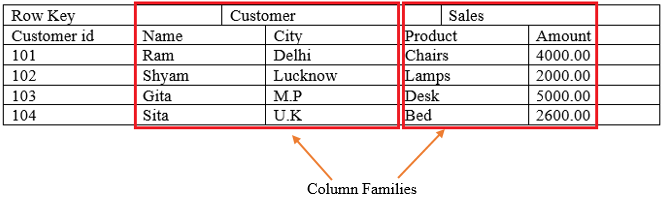 Row Key Customer Sales
Customer id Name City Product Amount
101 Ram Delhi Chairs 4000.00
102 Shyam Lucknow Lamps 2000.00
103 Gita M.P Desk 5000.00
104 Sita U.K Bed 2600.00
Column Families